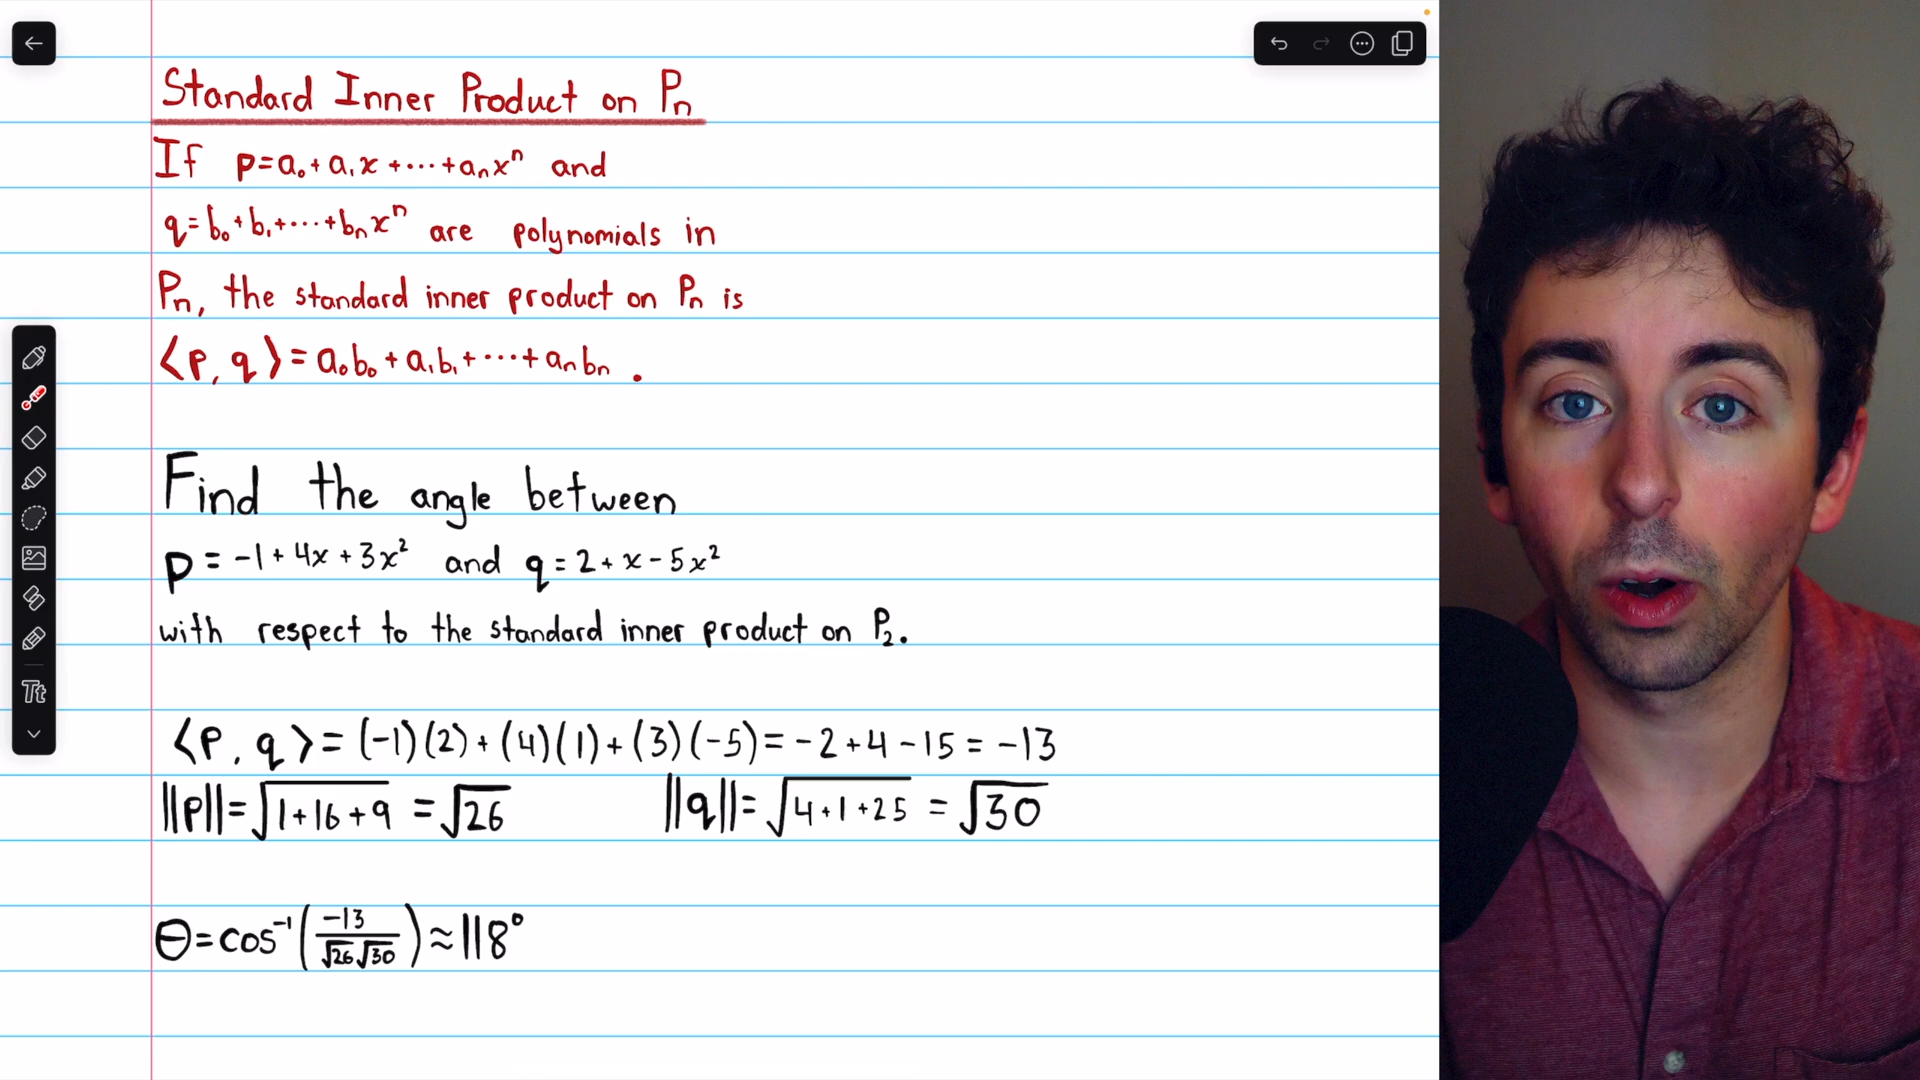 Standard Inner Product on Pₙ
If p=a₀+a₁x+⋯+aₙxⁿ and
q=b₀+b₁+⋯+bₙxⁿ are polynomials in
Pₙ, the standard inner product on Pₙ is
⟨p, q⟩=a₀b₀+a₁b₁+⋯+aₙbₙ.
Find the angle between
p=-1+4x+3x² and q=2+x-5x²
with respect to the standard inner product on P₂.
⟨p, q⟩=(-1)(2)+(4)(1)+(3)(-5)=-2+4-15=-13
||p||=√(1+16+9)=√26 ||q||=√(4+1+25)=√30
θ=cos⁻¹(-13/(√26√30))≈118°
Tt